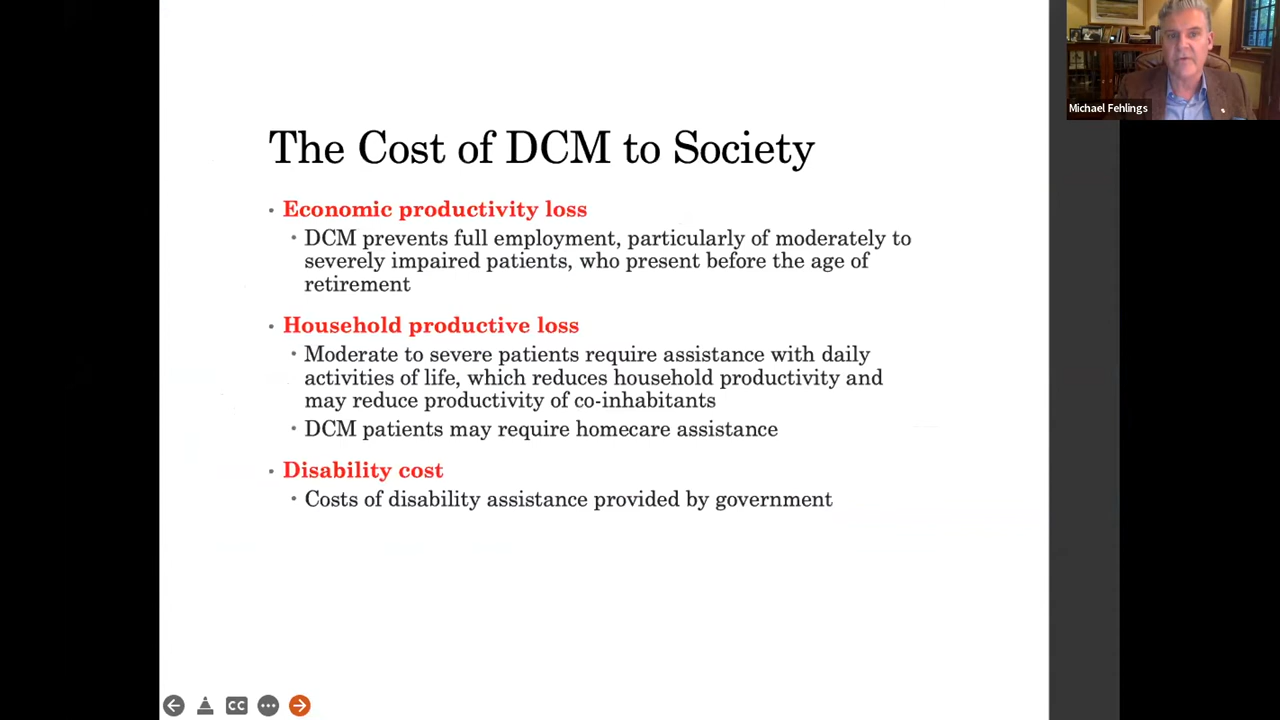 Michael Fehlings
The Cost of DCM to Society
• Economic productivity loss
• DCM prevents full employment, particularly of moderately to
severely impaired patients, who present before the age of
retirement
• Household productive loss
• Moderate to severe patients require assistance with daily
activities of life, which reduces household productivity and
may reduce productivity of co-inhabitants
• DCM patients may require homecare assistance
• Disability cost
• Costs of disability assistance provided by government
CC